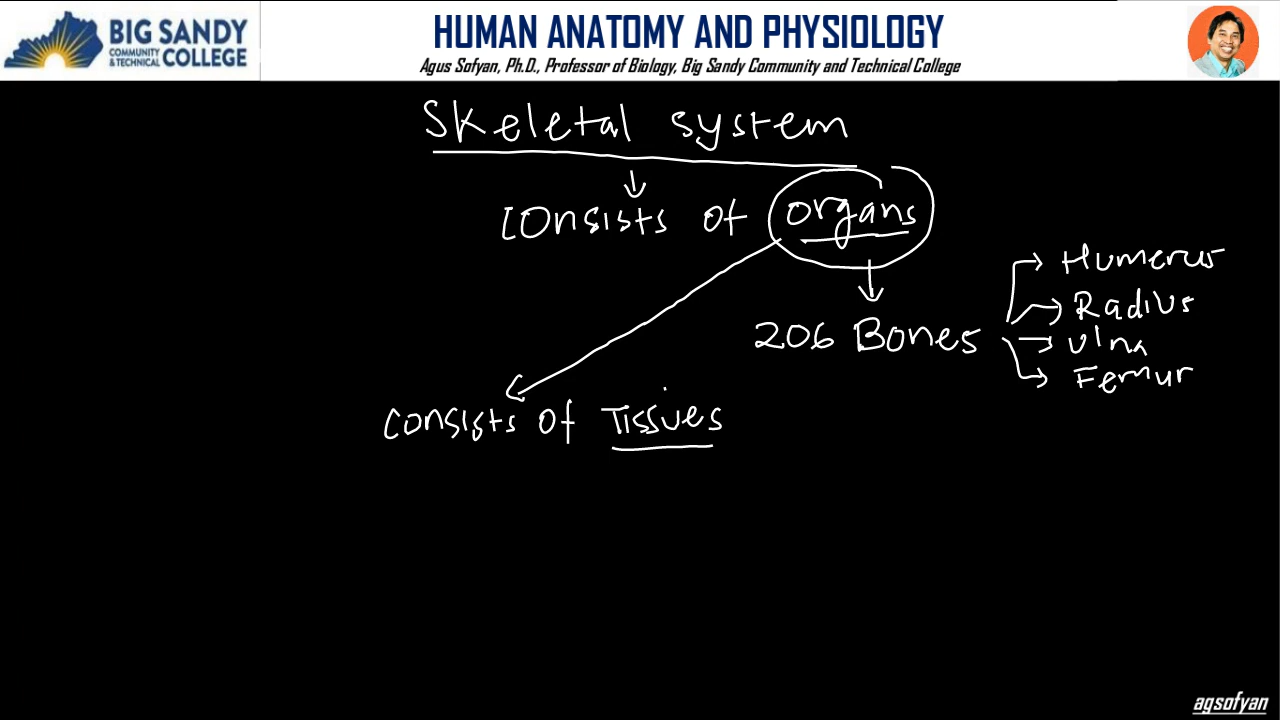 BIG SANDY
COMMUNITY & TECHNICAL COLLEGE
HUMAN ANATOMY AND PHYSIOLOGY
Agus Sofyan, Ph.D., Professor of Biology, Big Sandy Community and Technical College
Skeletal system
consists of organs
206 Bones
Humerus
Radius
Ulna
Femur
consists of Tissues
agsofyan